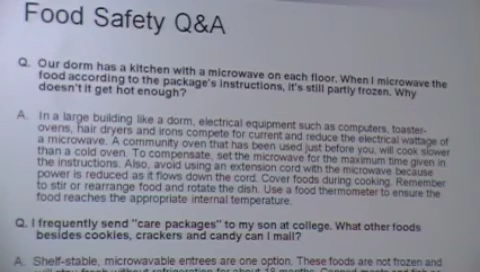 Food Safety Q&A
Q. Our dorm has a kitchen with a microwave on each floor. When I microwave the
food according to the package's instructions, it's still partly frozen. Why
doesn't it get hot enough?
A. In a large building like a dorm, electrical equipment such as computers, toaster-
ovens, hair dryers and irons compete for current and reduce the electrical wattage of
a microwave. A community oven that has been used just before you, will cook slower
than a cold oven. To compensate, set the microwave for the maximum time given in
the instructions. Also, avoid using an extension cord with the microwave because
power is reduced as it flows down the cord. Cover foods during cooking. Remember
to stir or rearrange food and rotate the dish. Use a food thermometer to ensure the
food reaches the appropriate internal temperature.
Q. I frequently send "care packages" to my son at college. What other foods
besides cookies, crackers and candy can I mail?
A. Shelf-stable, microwavable entrees are one option. These foods are not frozen and